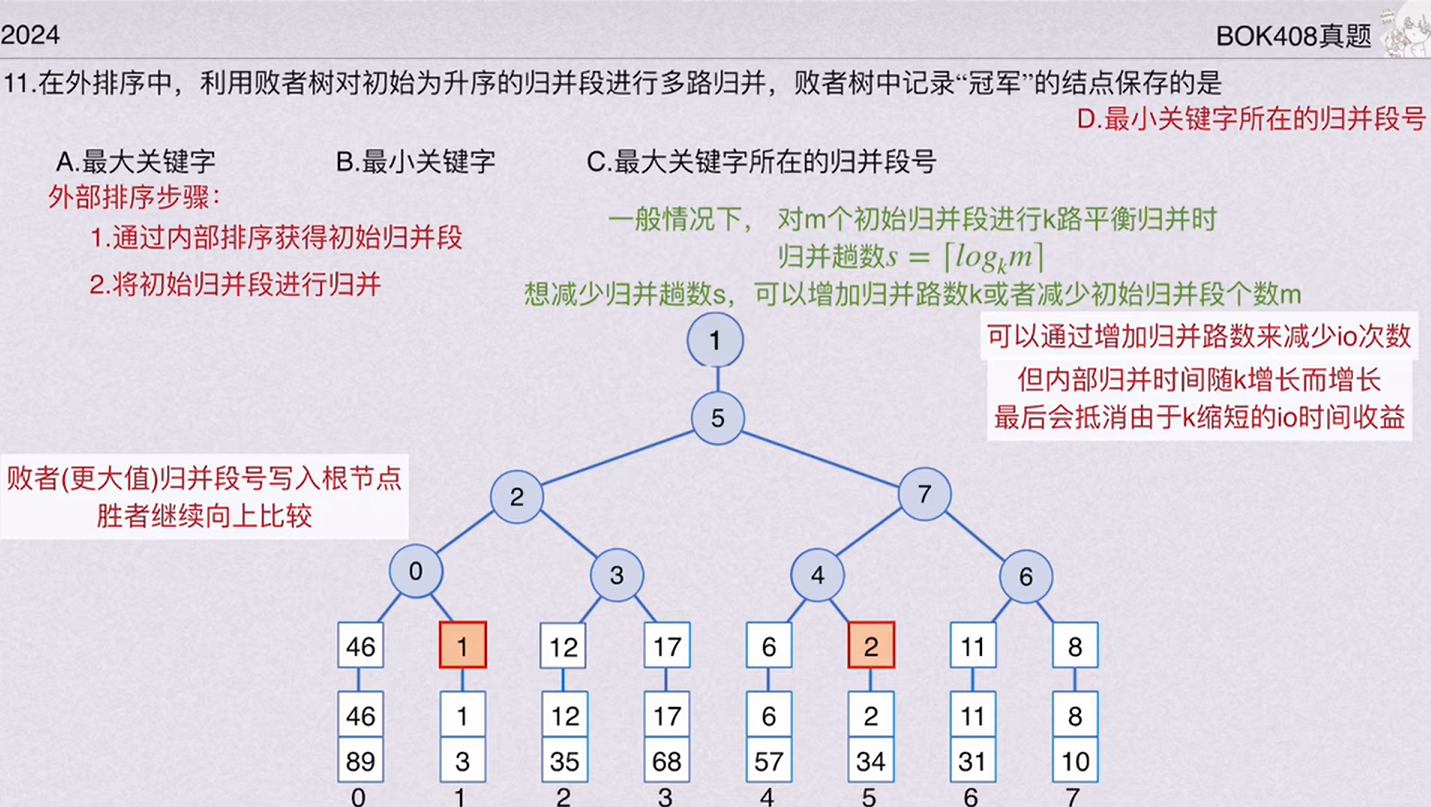 2024
BOK408真题
11.在外排序中，利用败者树对初始为升序的归并段进行多路归并，败者树中记录“冠军”的结点保存的是
D.最小关键字所在的归并段号
A.最大关键字 B.最小关键字 C.最大关键字所在的归并段号
外部排序步骤：
1.通过内部排序获得初始归并段
2.将初始归并段进行归并
一般情况下， 对m个初始归并段进行k路平衡归并时
归并趟数s = ⌈logₖm⌉
想减少归并趟数s， 可以增加归并路数k或者减少初始归并段个数m
可以通过增加归并路数来减少io次数
但内部归并时间随k增长而增长
最后会抵消由于k缩短的io时间收益
败者(更大值)归并段号写入根节点
胜者继续向上比较
1
5
2 7
0 3 4 6
46 1 12 17 6 2 11 8
46 1 12 17 6 2 11 8
89 3 35 68 57 34 31 10
0 1 2 3 4 5 6 7